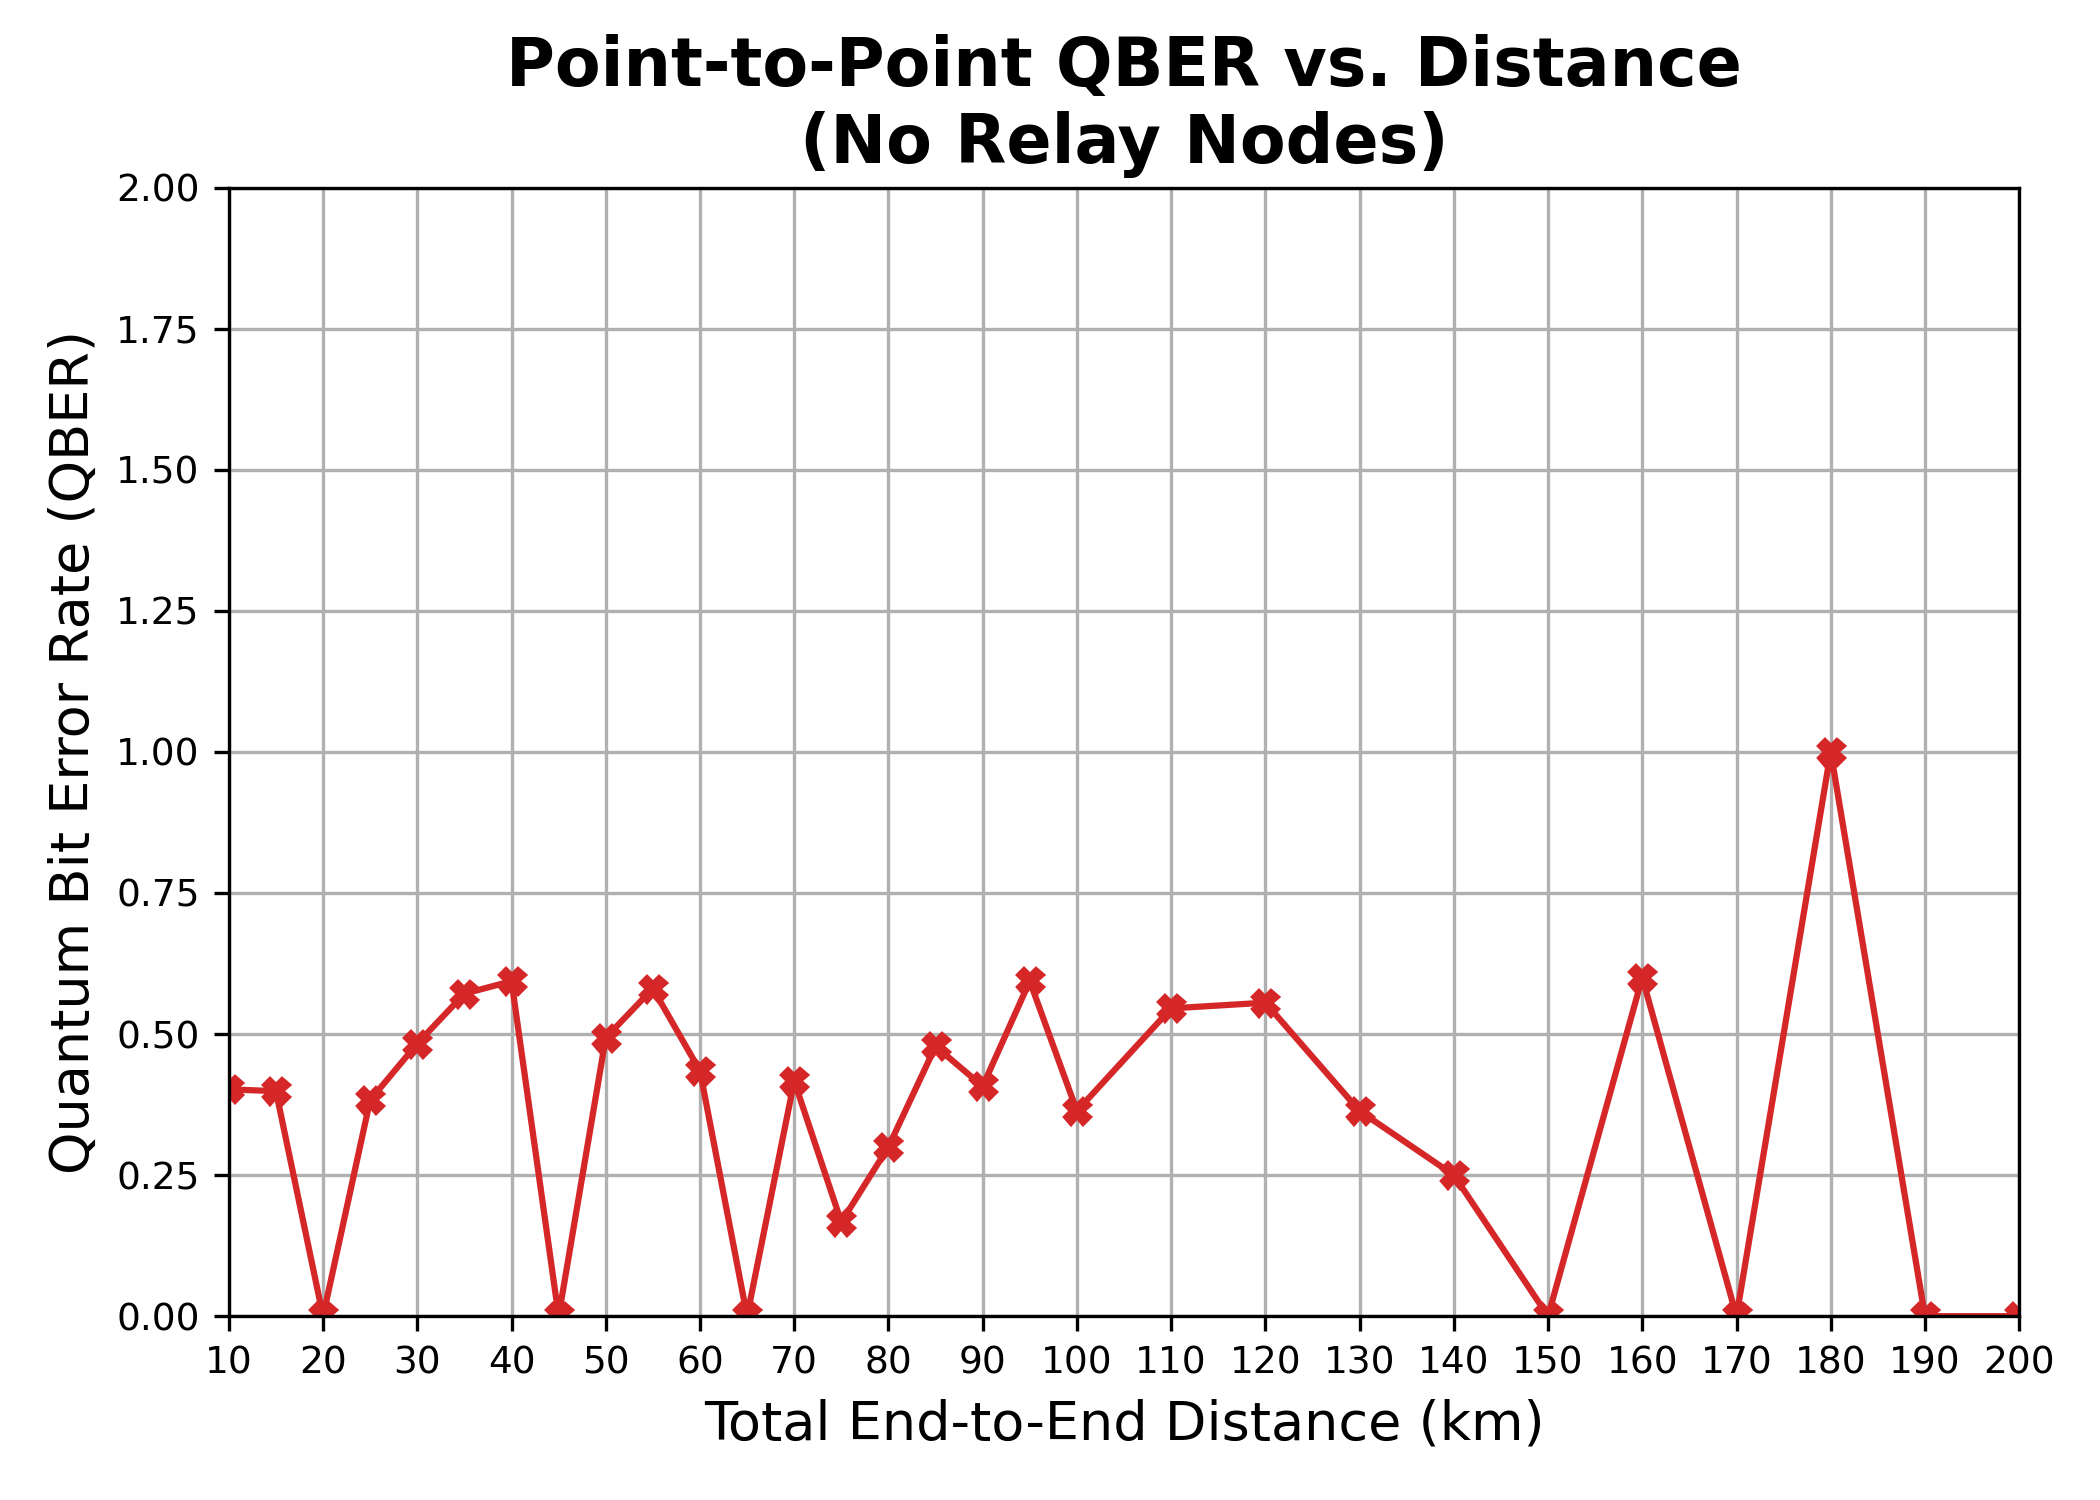 Point-to-Point QBER vs. Distance
(No Relay Nodes)
Quantum Bit Error Rate (QBER)
2.00
1.75
1.50
1.25
1.00
0.75
0.50
0.25
0.00
10 20 30 40 50 60 70 80 90 100 110 120 130 140 150 160 170 180 190 200
Total End-to-End Distance (km)